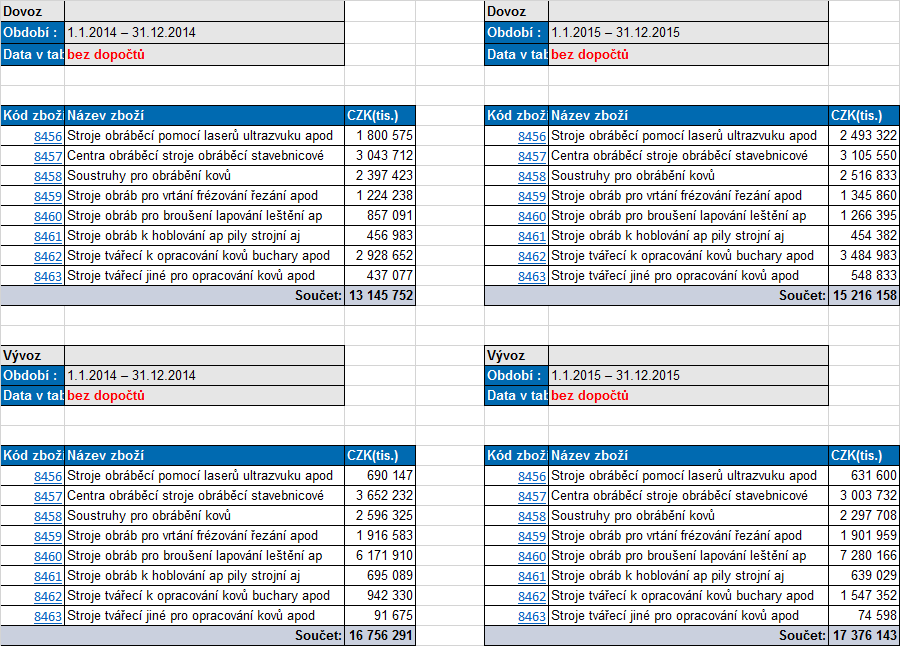 Dovoz
Období : 1.1.2014 – 31.12.2014
Data v tab bez dopočtů
Kód zboží Název zboží CZK(tis.)
8456 Stroje obráběcí pomocí laserů ultrazvuku apod 1 800 575
8457 Centra obráběcí stroje obráběcí stavebnicové 3 043 712
8458 Soustruhy pro obrábění kovů 2 397 423
8459 Stroje obráb pro vrtání frézování řezání apod 1 224 238
8460 Stroje obráb pro broušení lapování leštění ap 857 091
8461 Stroje obráb k hoblování ap pily strojní aj 456 983
8462 Stroje tvářecí k opracování kovů buchary apod 2 928 652
8463 Stroje tvářecí jiné pro opracování kovů apod 437 077
Součet: 13 145 752
Dovoz
Období : 1.1.2015 – 31.12.2015
Data v tab bez dopočtů
Kód zboží Název zboží CZK(tis.)
8456 Stroje obráběcí pomocí laserů ultrazvuku apod 2 493 322
8457 Centra obráběcí stroje obráběcí stavebnicové 3 105 550
8458 Soustruhy pro obrábění kovů 2 516 833
8459 Stroje obráb pro vrtání frézování řezání apod 1 345 860
8460 Stroje obráb pro broušení lapování leštění ap 1 266 395
8461 Stroje obráb k hoblování ap pily strojní aj 454 382
8462 Stroje tvářecí k opracování kovů buchary apod 3 484 983
8463 Stroje tvářecí jiné pro opracování kovů apod 548 833
Součet: 15 216 158
Vývoz
Období : 1.1.2014 – 31.12.2014
Data v tab bez dopočtů
Kód zboží Název zboží CZK(tis.)
8456 Stroje obráběcí pomocí laserů ultrazvuku apod 690 147
8457 Centra obráběcí stroje obráběcí stavebnicové 3 652 232
8458 Soustruhy pro obrábění kovů 2 596 325
8459 Stroje obráb pro vrtání frézování řezání apod 1 916 583
8460 Stroje obráb pro broušení lapování leštění ap 6 171 910
8461 Stroje obráb k hoblování ap pily strojní aj 695 089
8462 Stroje tvářecí k opracování kovů buchary apod 942 330
8463 Stroje tvářecí jiné pro opracování kovů apod 91 675
Součet: 16 756 291
Vývoz
Období : 1.1.2015 – 31.12.2015
Data v tab bez dopočtů
Kód zboží Název zboží CZK(tis.)
8456 Stroje obráběcí pomocí laserů ultrazvuku apod 631 600
8457 Centra obráběcí stroje obráběcí stavebnicové 3 003 732
8458 Soustruhy pro obrábění kovů 2 297 708
8459 Stroje obráb pro vrtání frézování řezání apod 1 901 959
8460 Stroje obráb pro broušení lapování leštění ap 7 280 166
8461 Stroje obráb k hoblování ap pily strojní aj 639 029
8462 Stroje tvářecí k opracování kovů buchary apod 1 547 352
8463 Stroje tvářecí jiné pro opracování kovů apod 74 598
Součet: 17 376 143